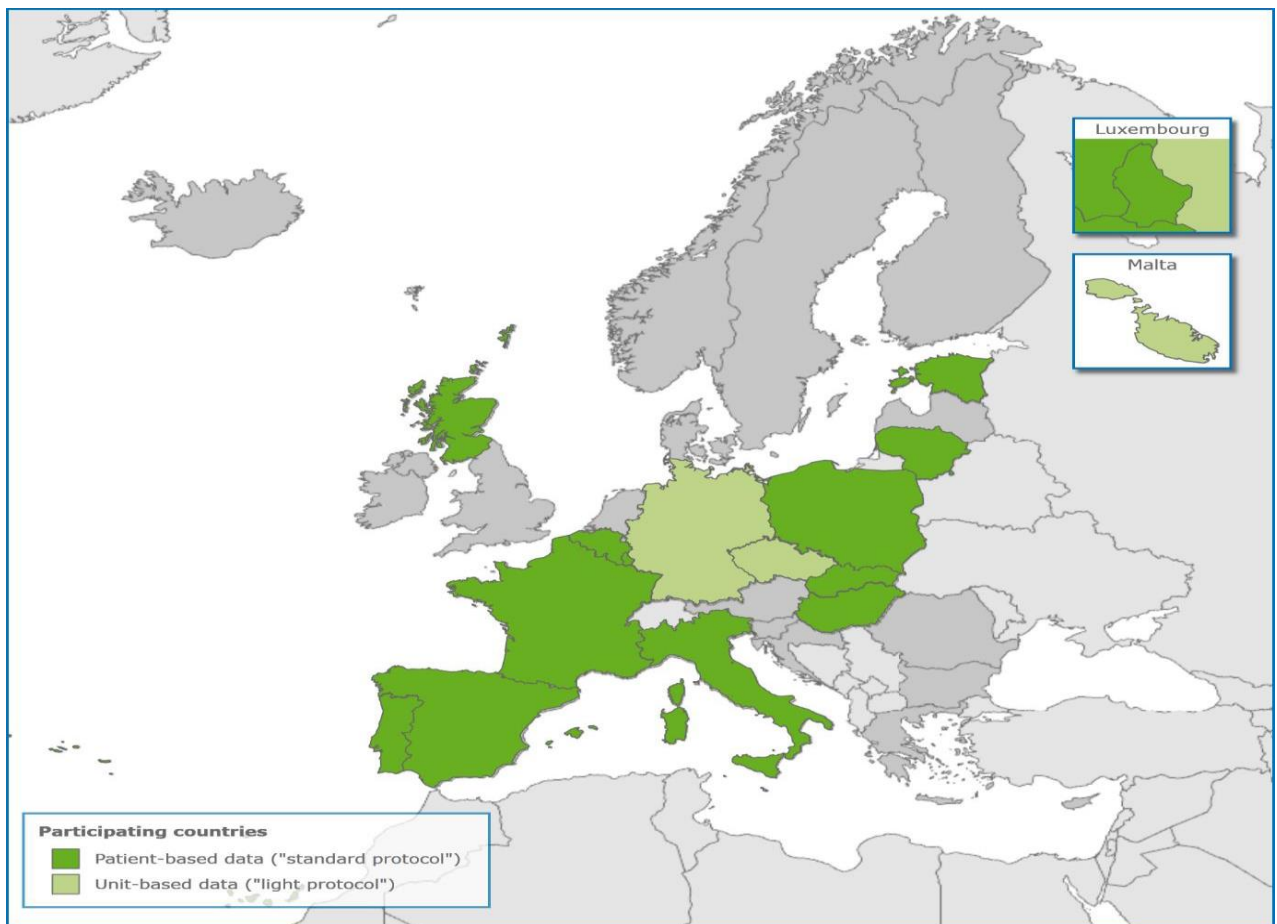 Luxembourg
Malta
Participating countries
Patient-based data ("standard protocol")
Unit-based data ("light protocol")